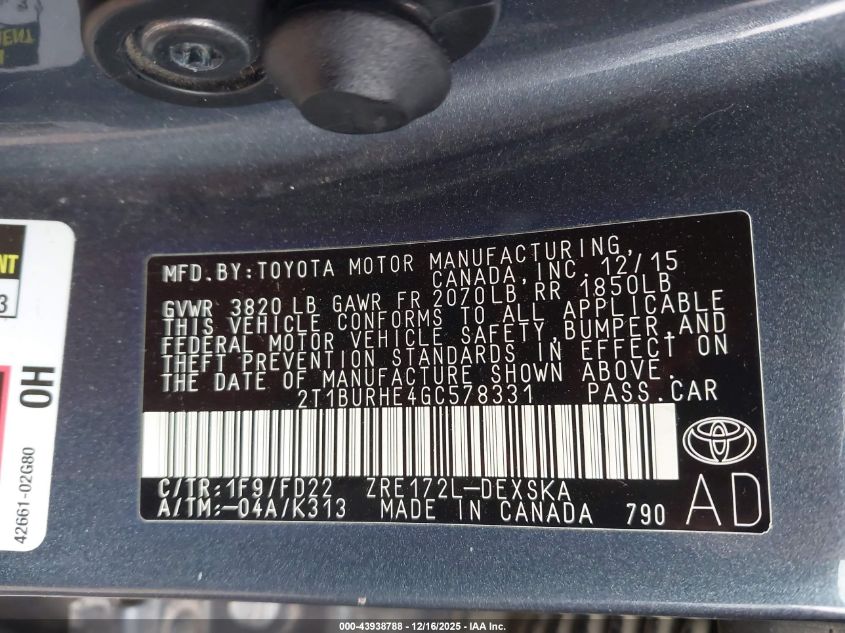 MFD. BY: TOYOTA MOTOR MANUFACTURING,
CANADA, INC. 12/15
GVWR 3820 LB GAWR FR 2070LB RR 1850LB
THIS VEHICLE CONFORMS TO ALL APPLICABLE
FEDERAL MOTOR VEHICLE SAFETY, BUMPER, AND
THEFT PREVENTION STANDARDS IN EFFECT ON
THE DATE OF MANUFACTURE SHOWN ABOVE.
2T1BURHE4GC578331 PASS. CAR
C/TR: 1F9/FD22 ZRE172L-DEXSKA
A/TM: -04A/K313 MADE IN CANADA 790
AD
3
OH
42661-02G80
000-43938788 - 12/16/2025 - IAA Inc.